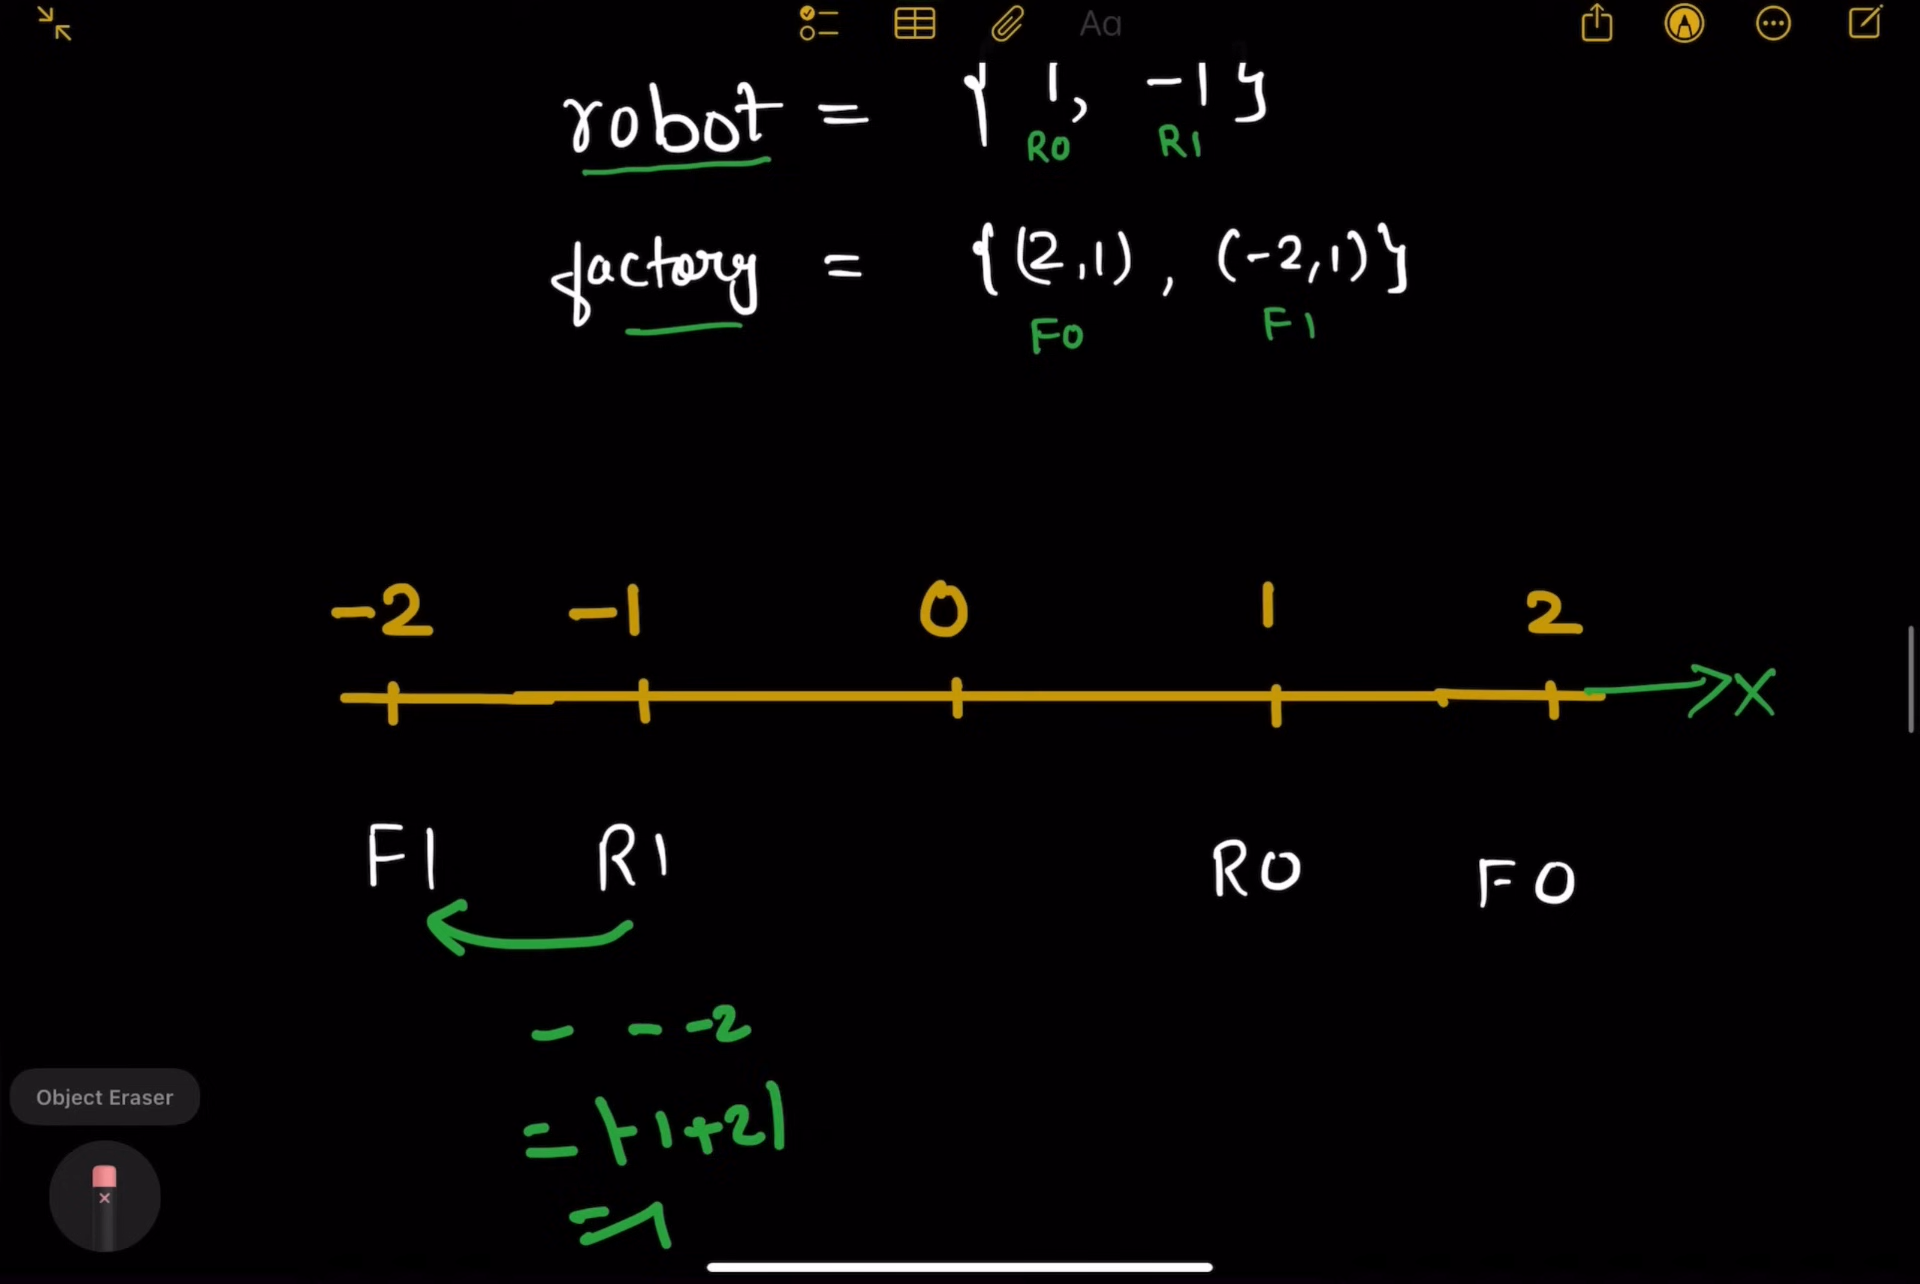 Aa
robot = { 1, -1 }
R0 R1
factory = {(2,1), (-2,1)}
F0 F1
-2 -1 0 1 2
X
F1 R1 R0 F0
- - -2
= |-1+2|
= 1
Object Eraser